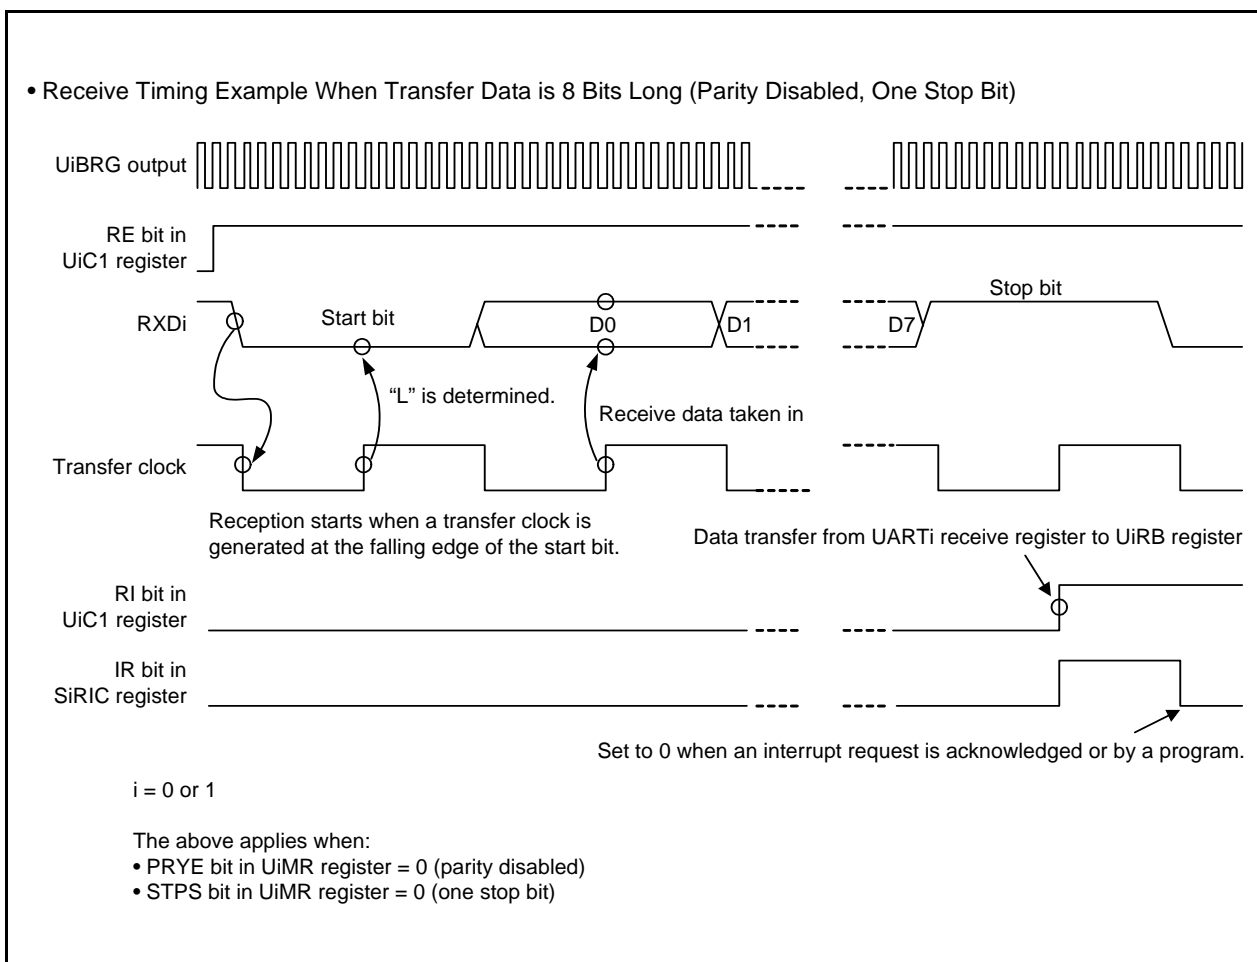 • Receive Timing Example When Transfer Data is 8 Bits Long (Parity Disabled, One Stop Bit)
UiBRG output
RE bit in
UiC1 register
RXDi
Start bit
D0
D1
D7
Stop bit
“L” is determined.
Receive data taken in
Transfer clock
Reception starts when a transfer clock is
generated at the falling edge of the start bit.
Data transfer from UARTi receive register to UiRB register
RI bit in
UiC1 register
IR bit in
SiRIC register
Set to 0 when an interrupt request is acknowledged or by a program.
i = 0 or 1
The above applies when:
• PRYE bit in UiMR register = 0 (parity disabled)
• STPS bit in UiMR register = 0 (one stop bit)